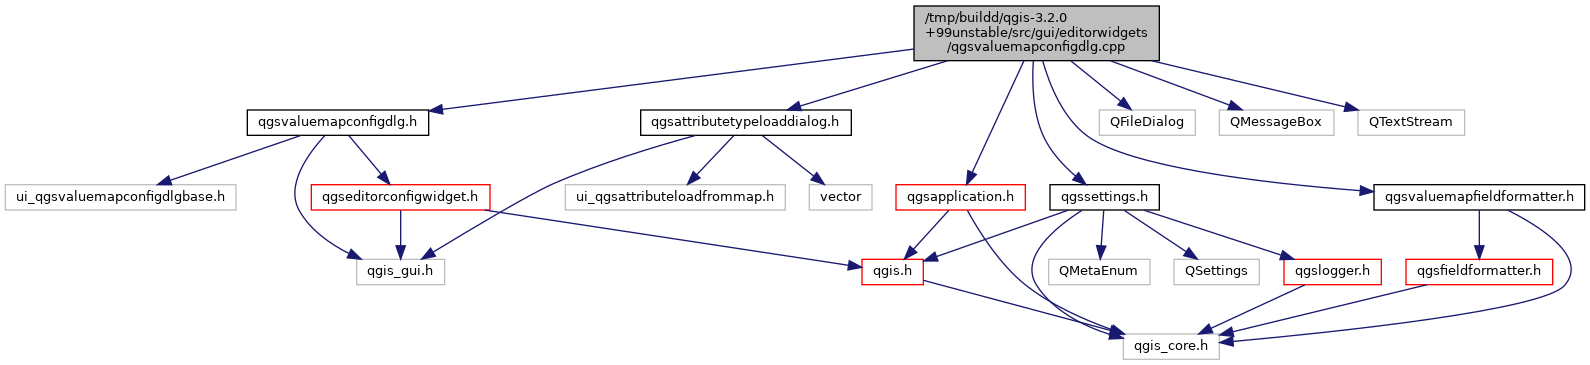 /tmp/buildd/qgis-3.2.0
+99unstable/src/gui/editorwidgets
/qgsvaluemapconfigdlg.cpp
qgsvaluemapconfigdlg.h
qgsattributetypeloaddialog.h
QFileDialog
QMessageBox
QTextStream
ui_qgsvaluemapconfigdlgbase.h
qgseditorconfigwidget.h
ui_qgsattributeloadfrommap.h
vector
qgsapplication.h
qgssettings.h
qgsvaluemapfieldformatter.h
qgis_gui.h
qgis.h
QMetaEnum
QSettings
qgslogger.h
qgsfieldformatter.h
qgis_core.h